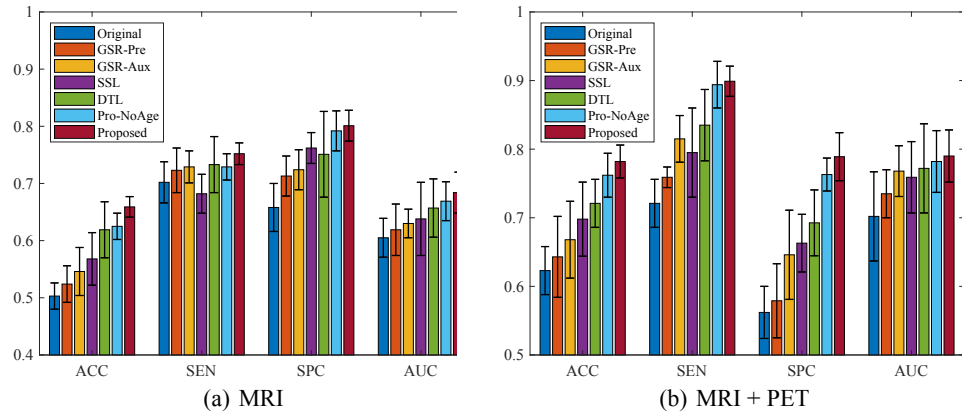 1
0.9
0.8
0.7
0.6
0.5
0.4
Original
GSR-Pre
GSR-Aux
SSL
DTL
Pro-NoAge
Proposed
ACC SEN SPC AUC
(a) MRI
1
0.9
0.8
0.7
0.6
0.5
Original
GSR-Pre
GSR-Aux
SSL
DTL
Pro-NoAge
Proposed
ACC SEN SPC AUC
(b) MRI + PET